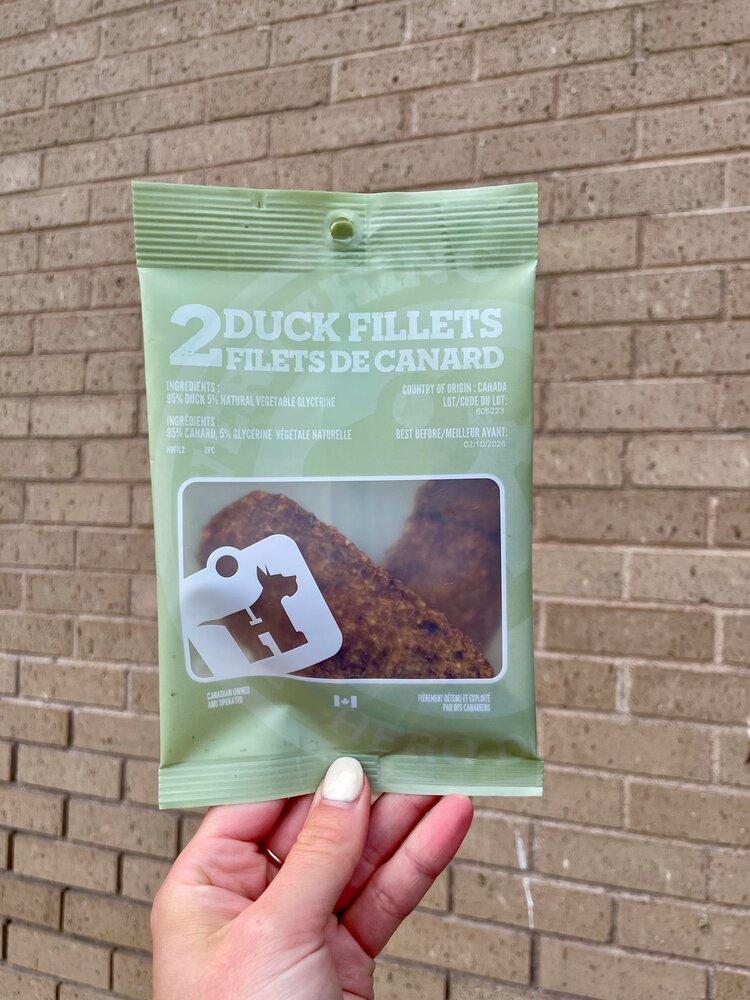 2 DUCK FILLETS
FILETS DE CANARD
INGREDIENTS :
95% DUCK 5% NATURAL VEGETABLE GLYCERINE
INGRÉDIENTS :
95% CANARD, 5% GLYCÉRINE VÉGÉTALE NATURELLE
HDFIL2 2PC
COUNTRY OF ORIGIN : CANADA
LOT/CODE DU LOT:
605223
BEST BEFORE/MEILLEUR AVANT:
02/10/2026
CANADIAN OWNED
AND OPERATED
FIÈREMENT DÉTENU ET EXPLOITÉ
PAR DES CANADIENS